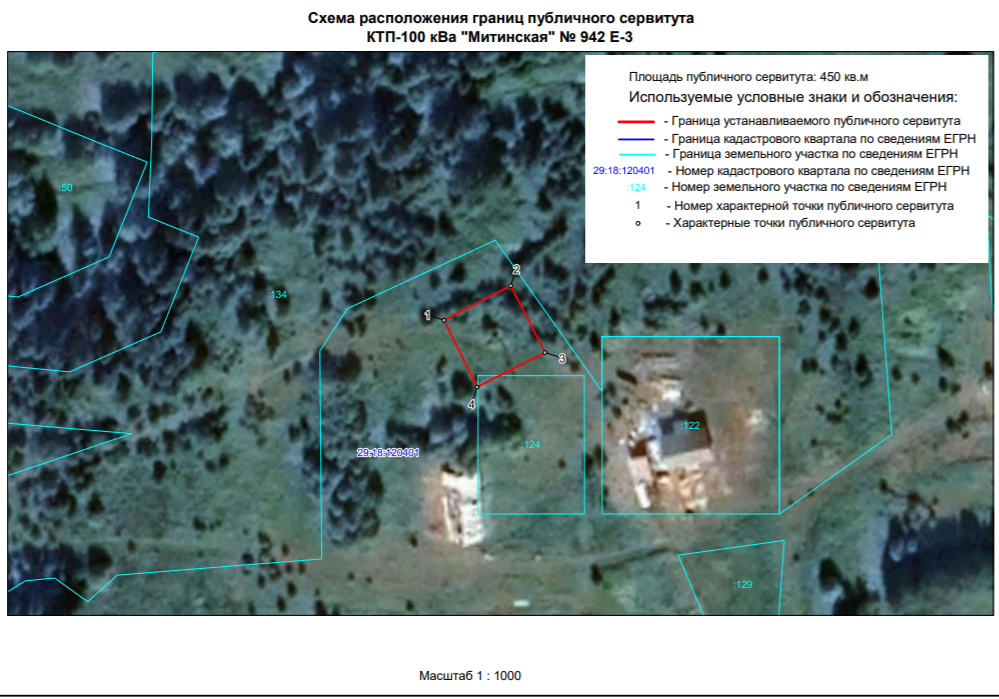 Схема расположения границ публичного сервитута
КТП-100 кВа "Митинская" № 942 Е-3
Площадь публичного сервитута: 450 кв.м
Используемые условные знаки и обозначения:
- Граница устанавливаемого публичного сервитута
- Граница кадастрового квартала по сведениям ЕГРН
- Граница земельного участка по сведениям ЕГРН
29:18:120401 - Номер кадастрового квартала по сведениям ЕГРН
:124 - Номер земельного участка по сведениям ЕГРН
1 - Номер характерной точки публичного сервитута
- Характерные точки публичного сервитута
:50
2
:134
1
3
4
:122
:124
29:18:120401
:129
Масштаб 1 : 1000